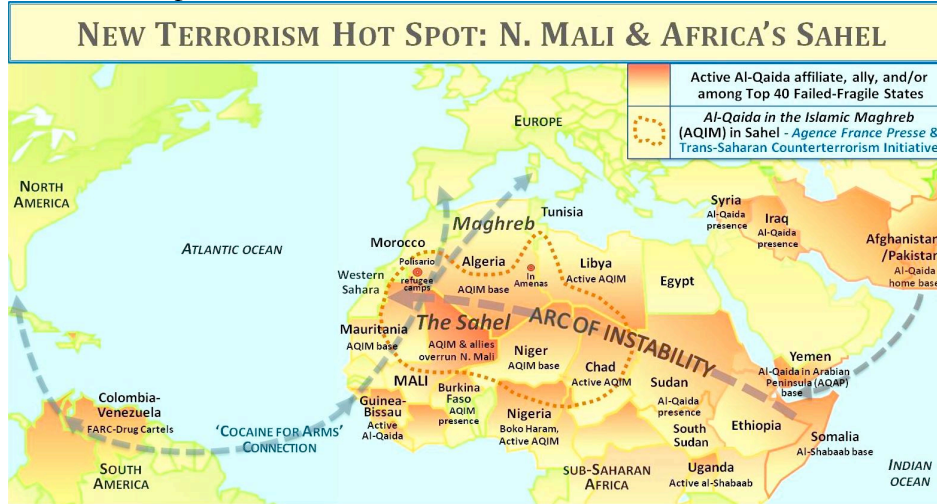 NEW TERRORISM HOT SPOT: N. MALI & AFRICA'S SAHEL
Active Al-Qaida affiliate, ally, and/or
among Top 40 Failed-Fragile States
Al-Qaida in the Islamic Maghreb
(AQIM) in Sahel - Agence France Presse &
Trans-Saharan Counterterrorism Initiative
EUROPE
NORTH
AMERICA
ATLANTIC OCEAN
Maghreb
Tunisia
Morocco
Polisario
refugee
camps
Western
Sahara
Algeria
AQIM base
In
Amenas
Libya
Active AQIM
Egypt
Syria
Al-Qaida
presence
Iraq
Al-Qaida
presence
Afghanistan
/Pakistan
Al-Qaida
home base
The Sahel
AQIM & allies
overrun N. Mali
ARC OF INSTABILITY
Mauritania
AQIM base
MALI
Niger
AQIM base
Chad
Active AQIM
Sudan
Al-Qaida
presence
Yemen
Al-Qaida in Arabian
Peninsula (AQAP)
base
Guinea-
Bissau
Active
Al-Qaida
Burkina
Faso
AQIM
presence
Nigeria
Boko Haram,
Active AQIM
South
Sudan
Ethiopia
Somalia
Al-Shabaab base
Uganda
Active al-Shabaab
SUB-SAHARAN
AFRICA
INDIAN
OCEAN
Colombia-
Venezuela
FARC-Drug Cartels
'COCAINE FOR ARMS'
CONNECTION
SOUTH
AMERICA